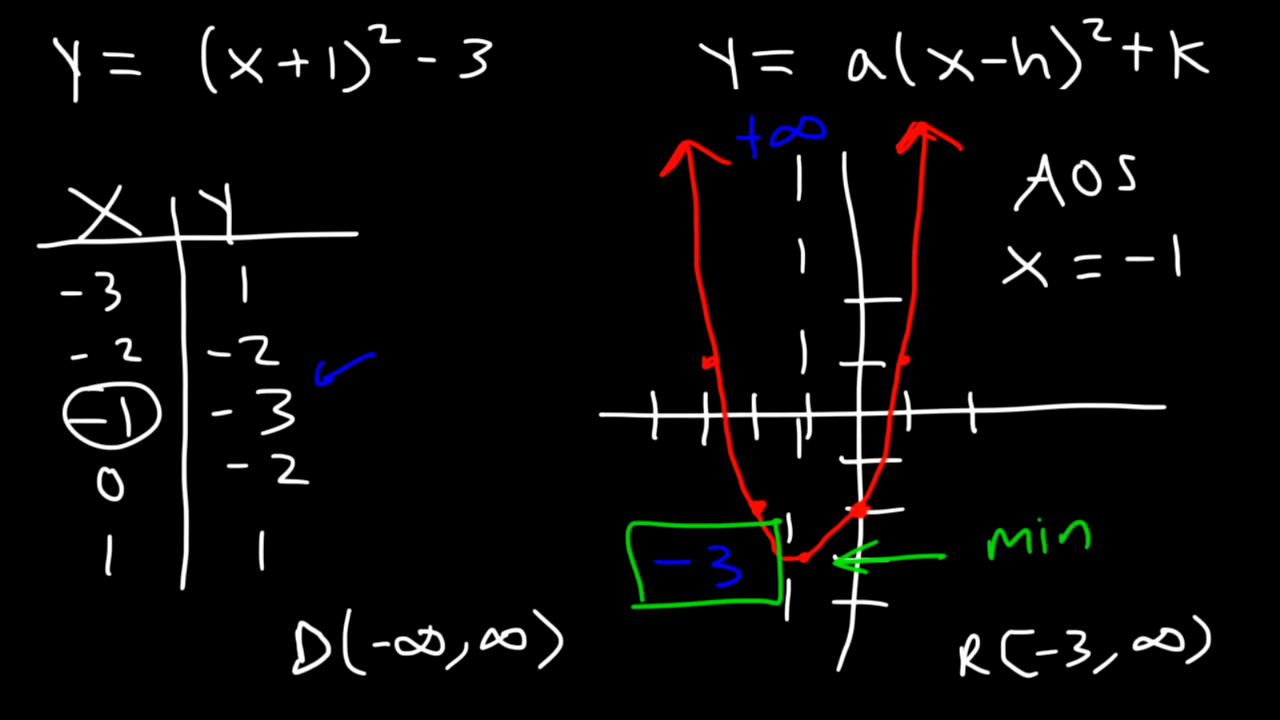 y = (x+1)² - 3
y = a(x-h)² + k
+∞
AOS
x = -1
X | Y
-3 | 1
-2 | -2
-1 | -3
0 | -2
1 | 1
-3
min
D(-∞, ∞)
R[-3, ∞)